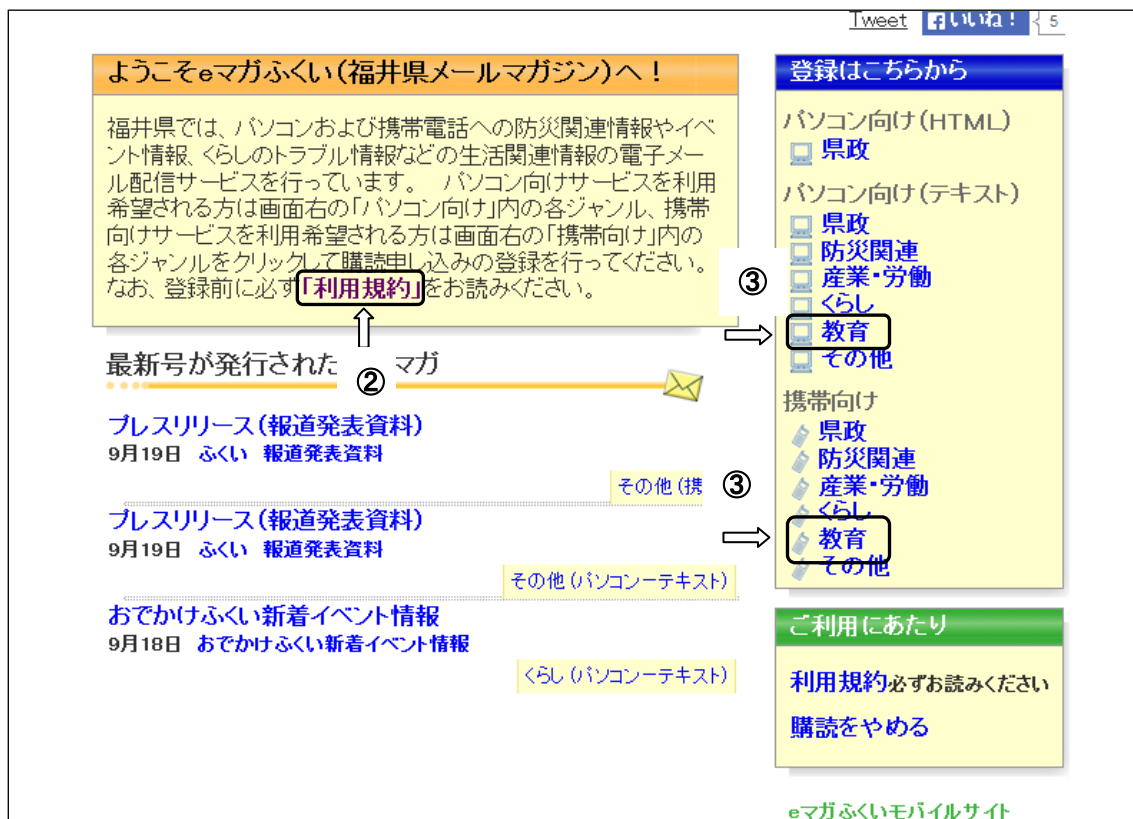 Tweet いいね! 5
ようこそeマガふくい(福井県メールマガジン)へ!
福井県では、パソコンおよび携帯電話への防災関連情報やイベ
ント情報、くらしのトラブル情報などの生活関連情報の電子メー
ル配信サービスを行っています。 パソコン向けサービスを利用
希望される方は画面右の「パソコン向け」内の各ジャンル、携帯
向けサービスを利用希望される方は画面右の「携帯向け」内の
各ジャンルをクリックして購読申し込みの登録を行ってください。
なお、登録前に必ず「利用規約」をお読みください。
②
最新号が発行された マガ
プレスリリース(報道発表資料)
9月19日 ふくい 報道発表資料
その他(携
プレスリリース(報道発表資料)
9月19日 ふくい 報道発表資料
その他(パソコンーテキスト)
おでかけふくい新着イベント情報
9月18日 おでかけふくい新着イベント情報
くらし(パソコンーテキスト)
登録はこちらから
パソコン向け(HTML)
県政
パソコン向け(テキスト)
県政
防災関連
産業・労働
くらし
③
教育
その他
携帯向け
県政
防災関連
産業・労働
くらし
③
教育
その他
ご利用にあたり
利用規約必ずお読みください
購読をやめる
eマガふくいモバイルサイト